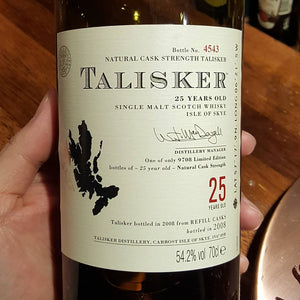 Bottle No. 4543
NATURAL CASK STRENGTH TALISKER
TALISKER
25 YEARS OLD
SINGLE MALT SCOTCH WHISKY
ISLE OF SKYE
DISTILLERY MANAGER
One of only 9708 Limited Edition
bottles of ~ 25 year old ~ Natural Cask Strength
25
YEARS OLD
Talisker bottled in 2008 from REFILL CASKS
bottled in 2008
TALISKER DISTILLERY, CARBOST ISLE OF SKYE,
54.2% vol 70cl e